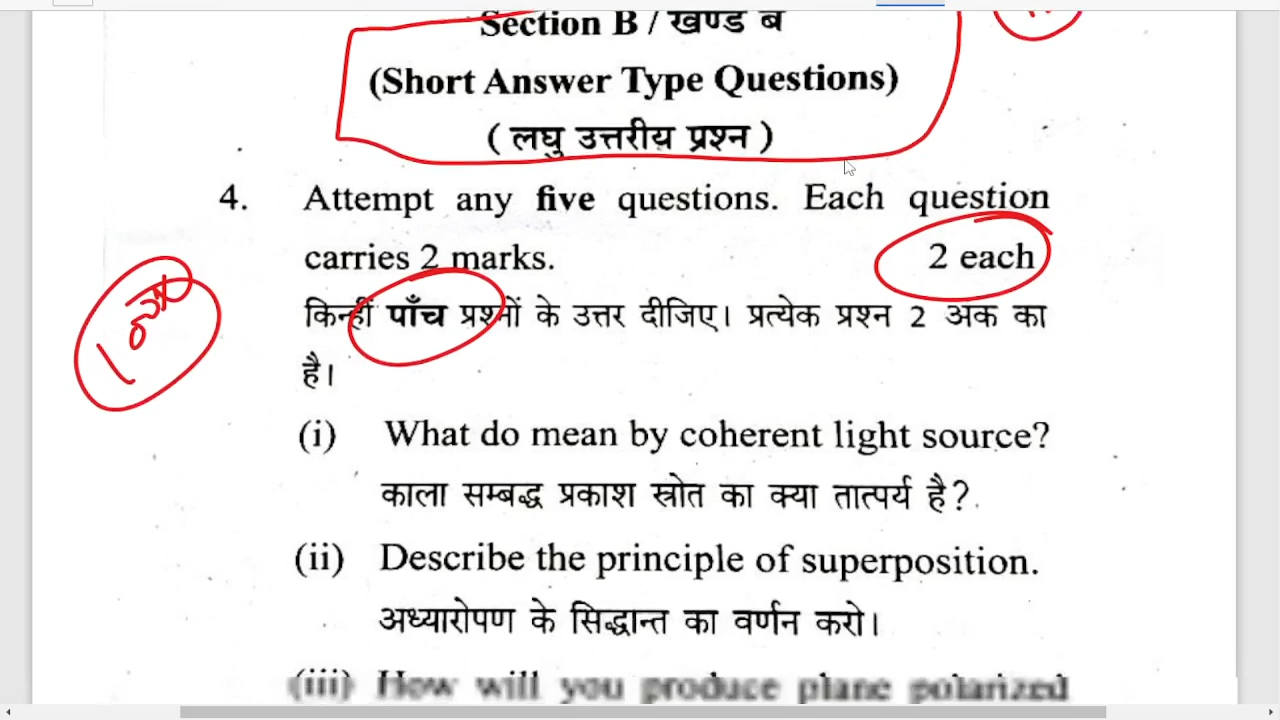 Section B / खण्ड ब
(Short Answer Type Questions)
( लघु उत्तरीय प्रश्न )
4. Attempt any five questions. Each question
carries 2 marks. 2 each
किन्हीं पाँच प्रश्नों के उत्तर दीजिए। प्रत्येक प्रश्न 2 अक का
है।
(i) What do mean by coherent light source?
काला सम्बद्ध प्रकाश स्रोत का क्या तात्पर्य है?
(ii) Describe the principle of superposition.
अध्यारोपण के सिद्धान्त का वर्णन करो।
(iii) How will you produce plane polarized